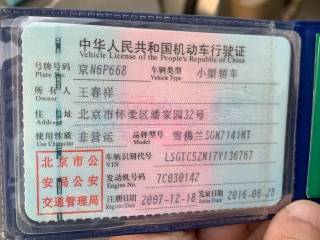 中华人民共和国机动车行驶证
Vehicle License of the People's Republic of China
号牌号码 京N6P668 车辆类型 小型轿车
Plate No. Vehicle Type
所有人 王春祥
Owner
住址 北京市怀柔区潘家园32号
Address
使用性质 非营运 品牌型号 雪佛兰SGM7141MT
Use Character Model
北京市公 车辆识别代号 LSGTC52M17Y136767
VIN
安局公安 发动机号码 7C030142
Engine No.
交通管理局 注册日期 2007-12-18 发证日期 2016-06-28
Register Date Issue Date